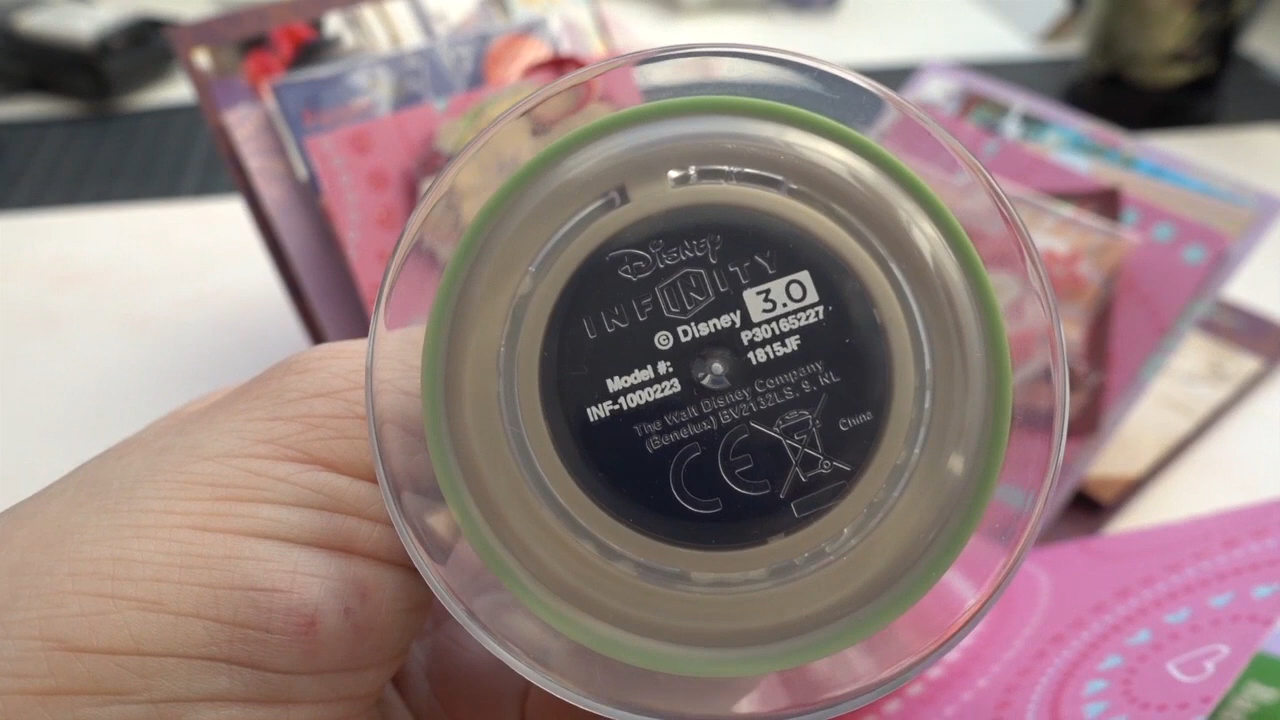 Disney
INFINITY
3.0
© Disney
P30165227
1815JF
Model #:
INF-1000223
The Walt Disney Company
(Benelux) BV2132LS, 9, NL
CE
China